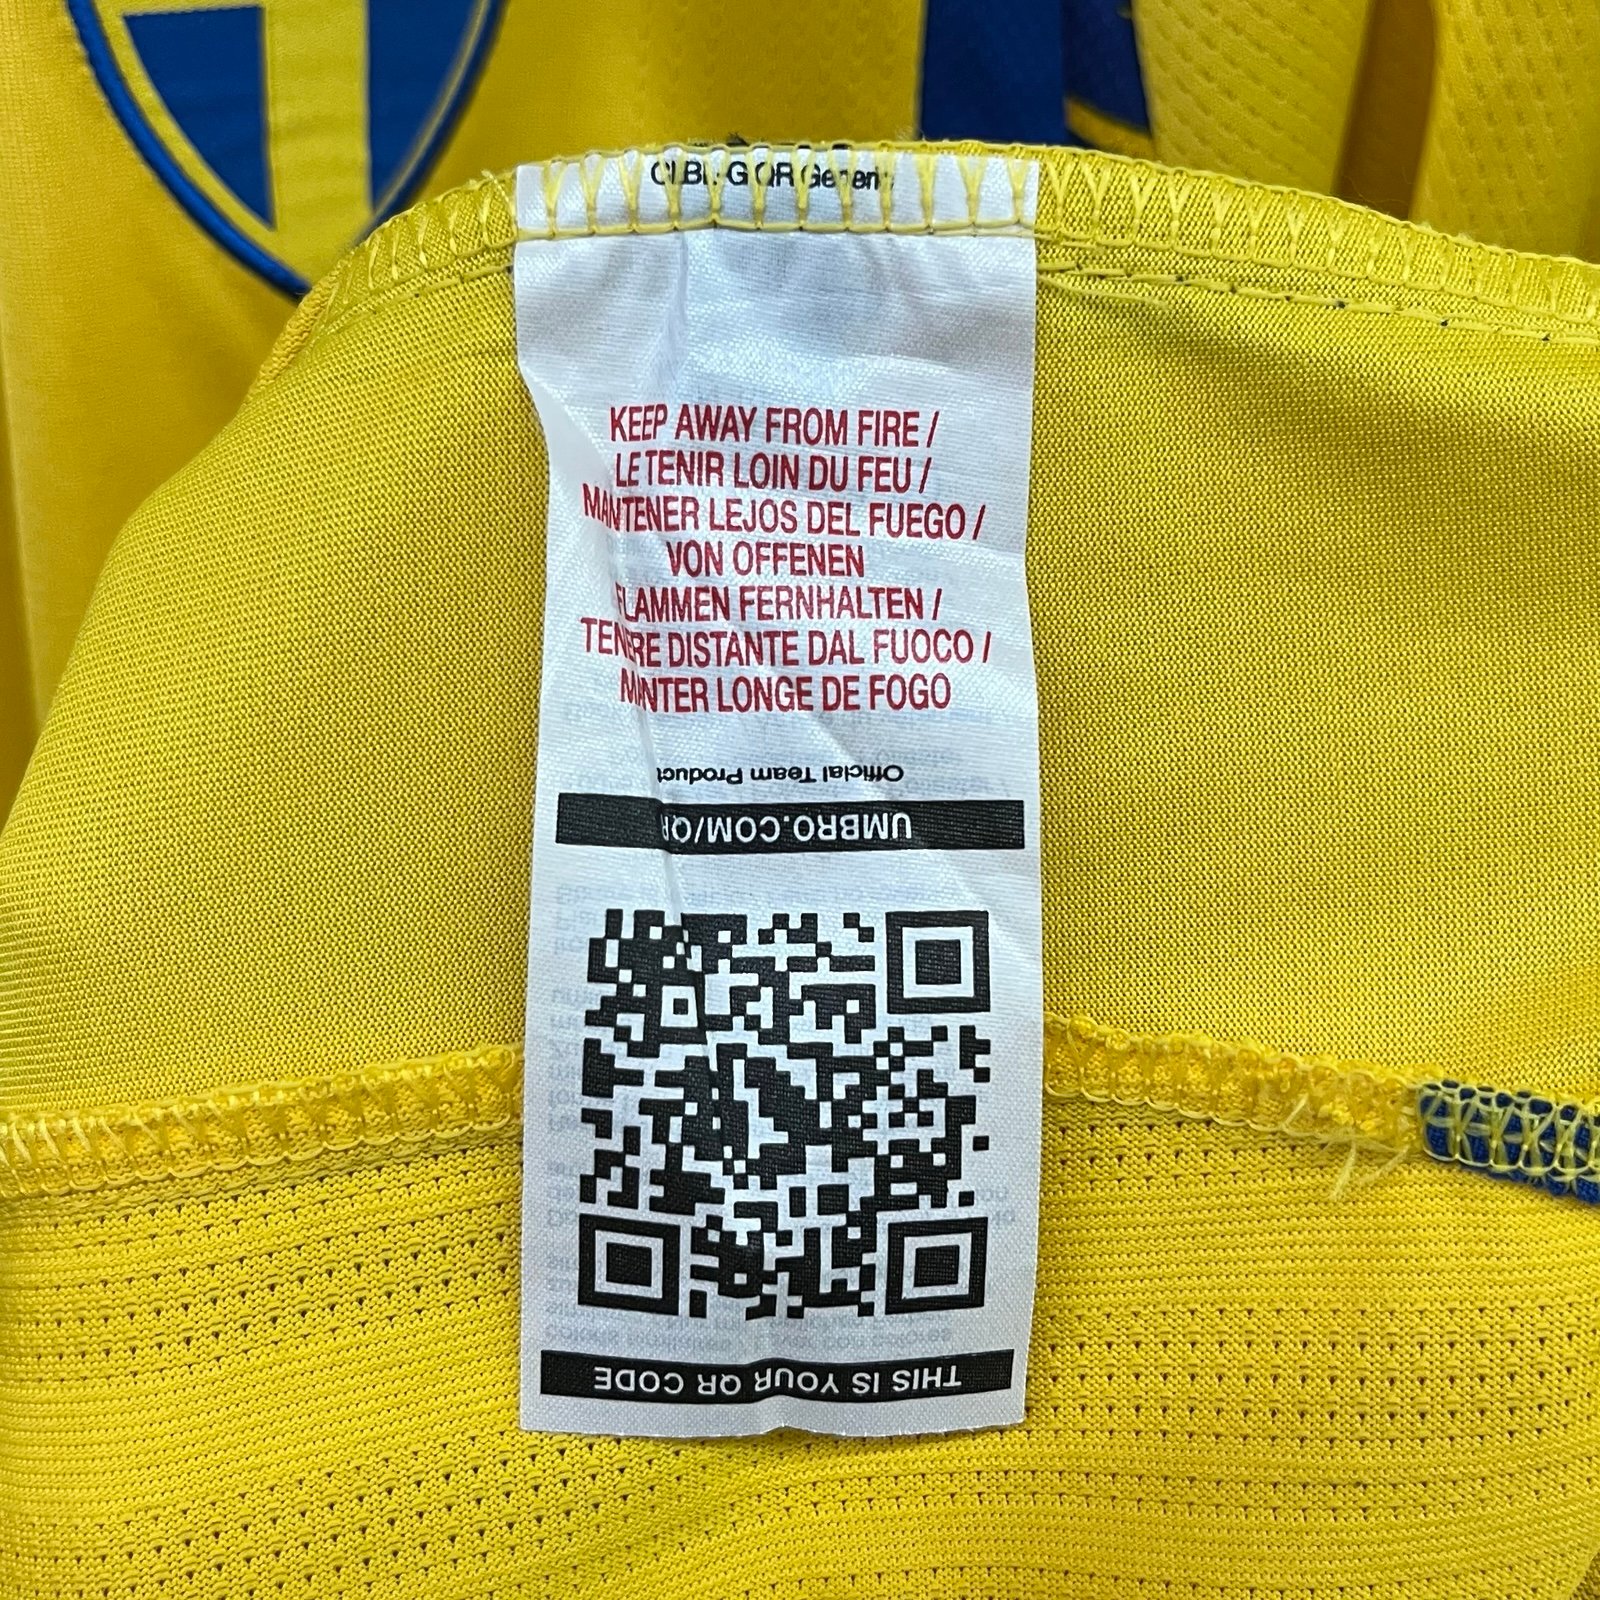 KEEP AWAY FROM FIRE /
LE TENIR LOIN DU FEU /
MANTENER LEJOS DEL FUEGO /
VON OFFENEN
FLAMMEN FERNHALTEN /
TENERE DISTANTE DAL FUOCO /
MANTER LONGE DE FOGO
Official Team Product
UMBRO.COM/QR
THIS IS YOUR QR CODE